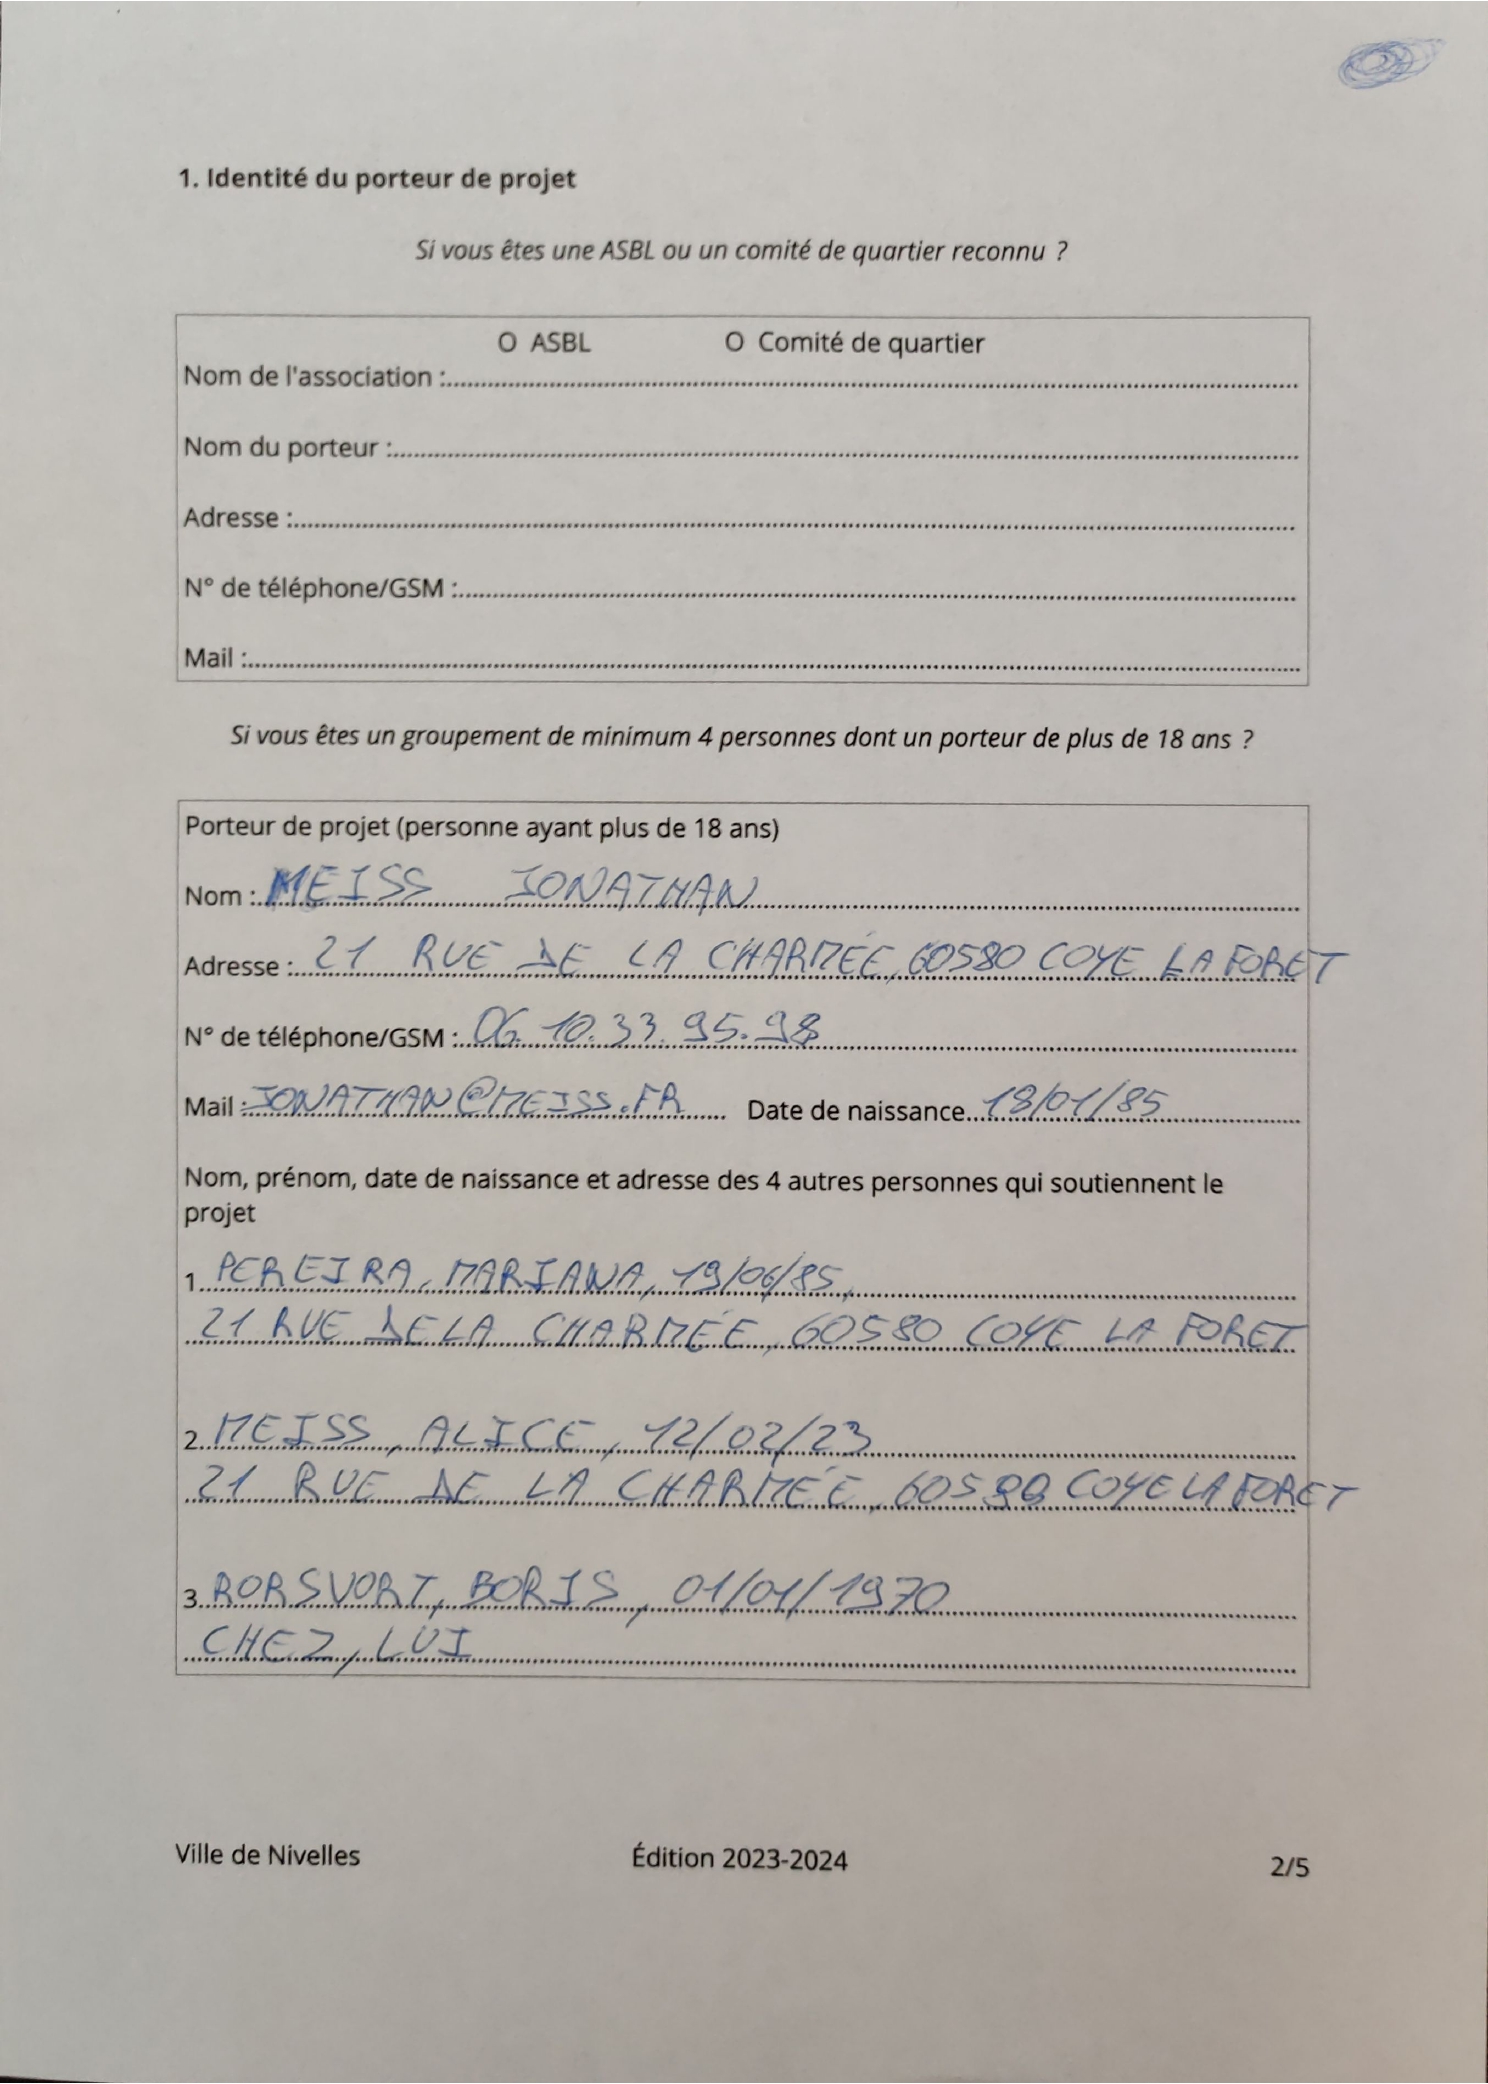 1. Identité du porteur de projet
Si vous êtes une ASBL ou un comité de quartier reconnu ?
O ASBL O Comité de quartier
Nom de l'association :
Nom du porteur :
Adresse :
N° de téléphone/GSM :
Mail :
Si vous êtes un groupement de minimum 4 personnes dont un porteur de plus de 18 ans ?
Porteur de projet (personne ayant plus de 18 ans)
Nom : MEISS JONATHAN
Adresse : 21 RUE DE LA CHARMÉE, 60580 COYE LA FORET
N° de téléphone/GSM : 06.10.33.95.98
Mail : JONATHAN@MEISS.FR Date de naissance 18/01/85
Nom, prénom, date de naissance et adresse des 4 autres personnes qui soutiennent le
projet
1. PEREIRA, MARIANA, 19/06/85,
21 RUE DE LA CHARMÉE, 60580 COYE LA FORET
2. MEISS, ALICE, 12/02/23
21 RUE DE LA CHARMÉE, 60580 COYE LA FORET
3. RORSVORT, BORIS, 01/01/1970
CHEZ, LUI
Ville de Nivelles Édition 2023-2024 2/5